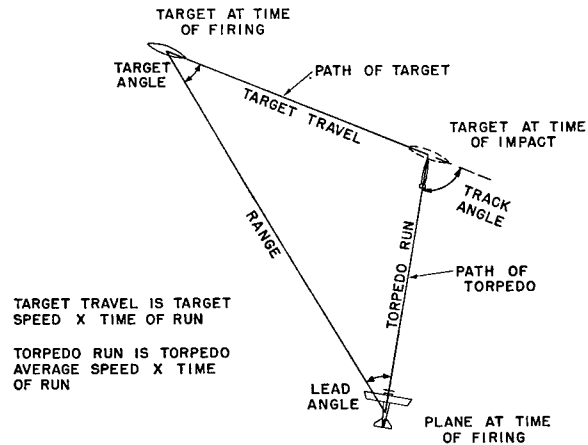 TARGET AT TIME
OF FIRING
TARGET
ANGLE
PATH OF TARGET
TARGET TRAVEL
TARGET AT TIME
OF IMPACT
TRACK
ANGLE
RANGE
TORPEDO RUN
PATH OF
TORPEDO
TARGET TRAVEL IS TARGET
SPEED X TIME OF RUN
TORPEDO RUN IS TORPEDO
AVERAGE SPEED X TIME
OF RUN
LEAD
ANGLE
PLANE AT TIME
OF FIRING